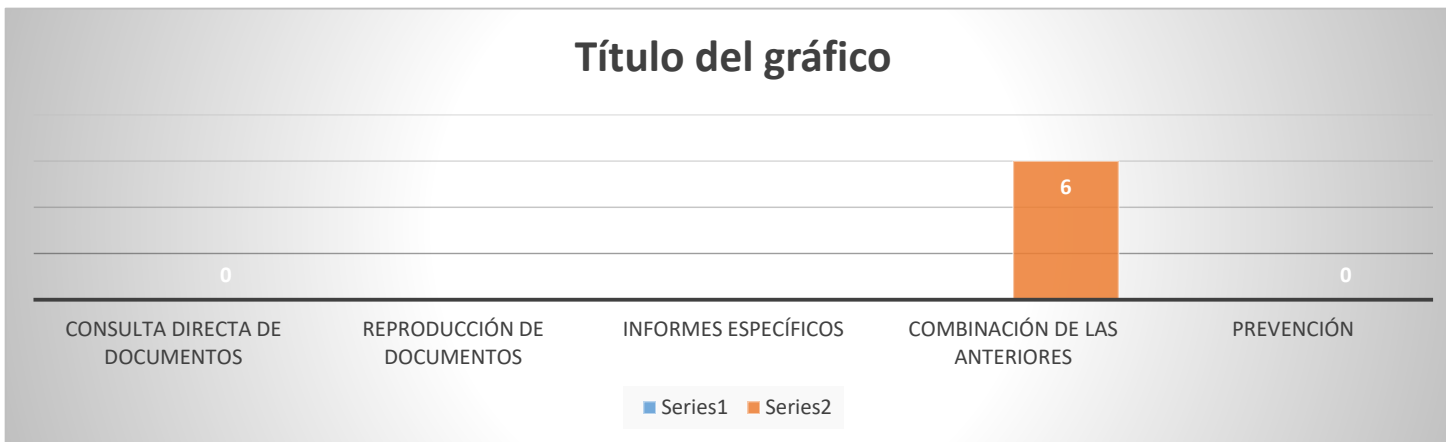 Título del gráfico
6
0
0
CONSULTA DIRECTA DE
DOCUMENTOS
REPRODUCCIÓN DE
DOCUMENTOS
INFORMES ESPECÍFICOS
COMBINACIÓN DE LAS
ANTERIORES
PREVENCIÓN
Series1
Series2